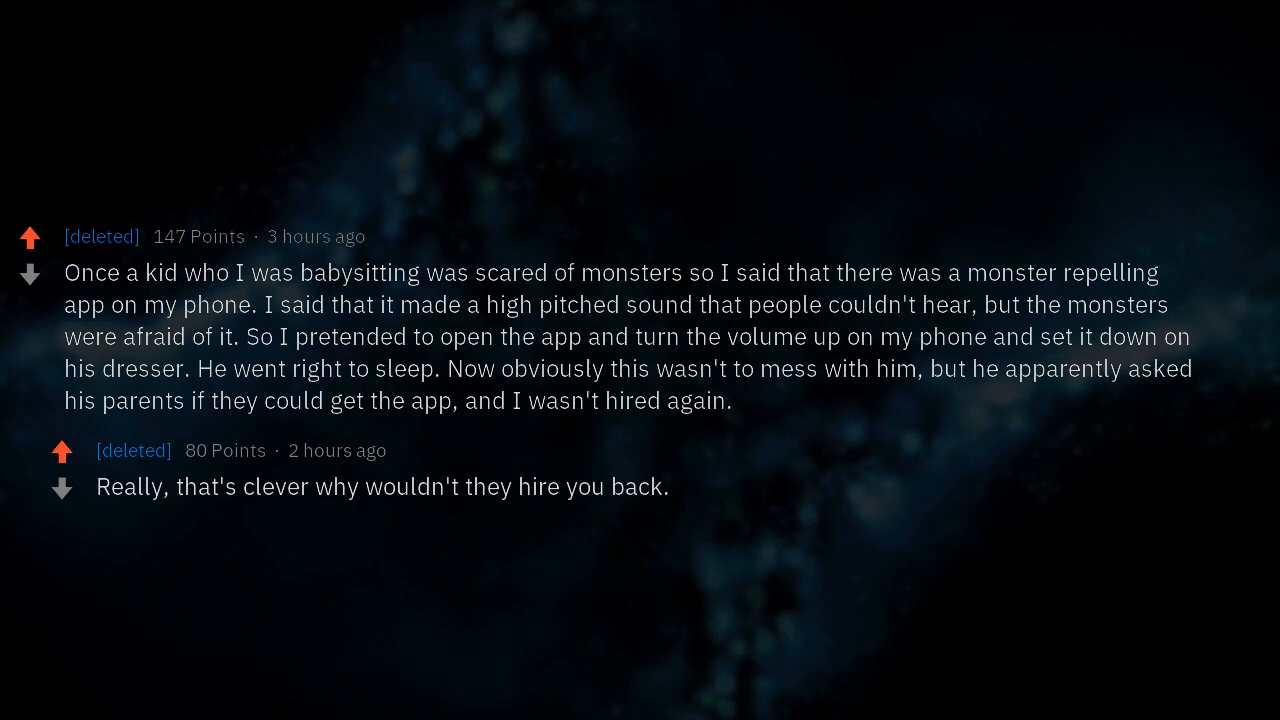 [deleted] 147 Points · 3 hours ago
Once a kid who I was babysitting was scared of monsters so I said that there was a monster repelling
app on my phone. I said that it made a high pitched sound that people couldn't hear, but the monsters
were afraid of it. So I pretended to open the app and turn the volume up on my phone and set it down on
his dresser. He went right to sleep. Now obviously this wasn't to mess with him, but he apparently asked
his parents if they could get the app, and I wasn't hired again.
[deleted] 80 Points · 2 hours ago
Really, that's clever why wouldn't they hire you back.